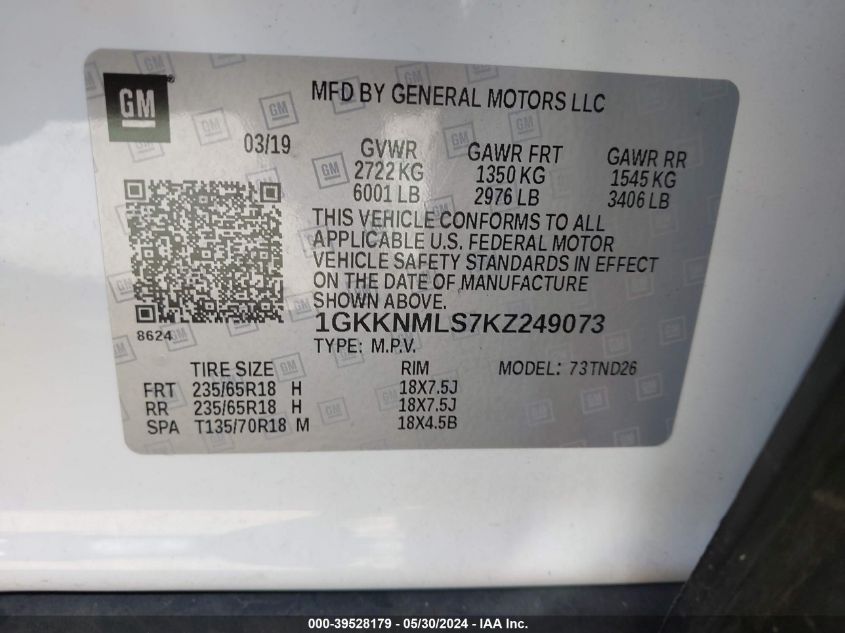 GM
MFD BY GENERAL MOTORS LLC
03/19
GVWR
2722 KG
6001 LB
GAWR FRT
1350 KG
2976 LB
GAWR RR
1545 KG
3406 LB
THIS VEHICLE CONFORMS TO ALL
APPLICABLE U.S. FEDERAL MOTOR
VEHICLE SAFETY STANDARDS IN EFFECT
ON THE DATE OF MANUFACTURE
SHOWN ABOVE.
8624
1GKKNMLS7KZ249073
TYPE: M.P.V.
TIRE SIZE RIM MODEL: 73TND26
FRT 235/65R18 H 18X7.5J
RR 235/65R18 H 18X7.5J
SPA T135/70R18 M 18X4.5B
000-39528179 - 05/30/2024 - IAA Inc.